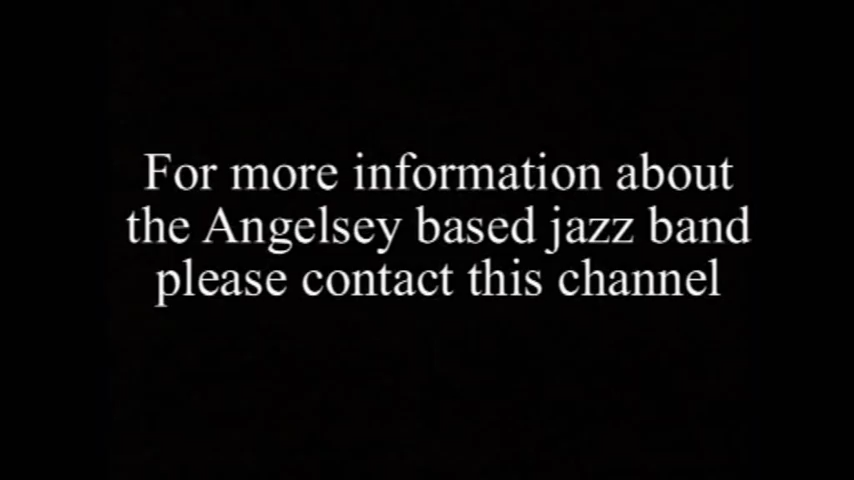 For more information about
the Angelsey based jazz band
please contact this channel